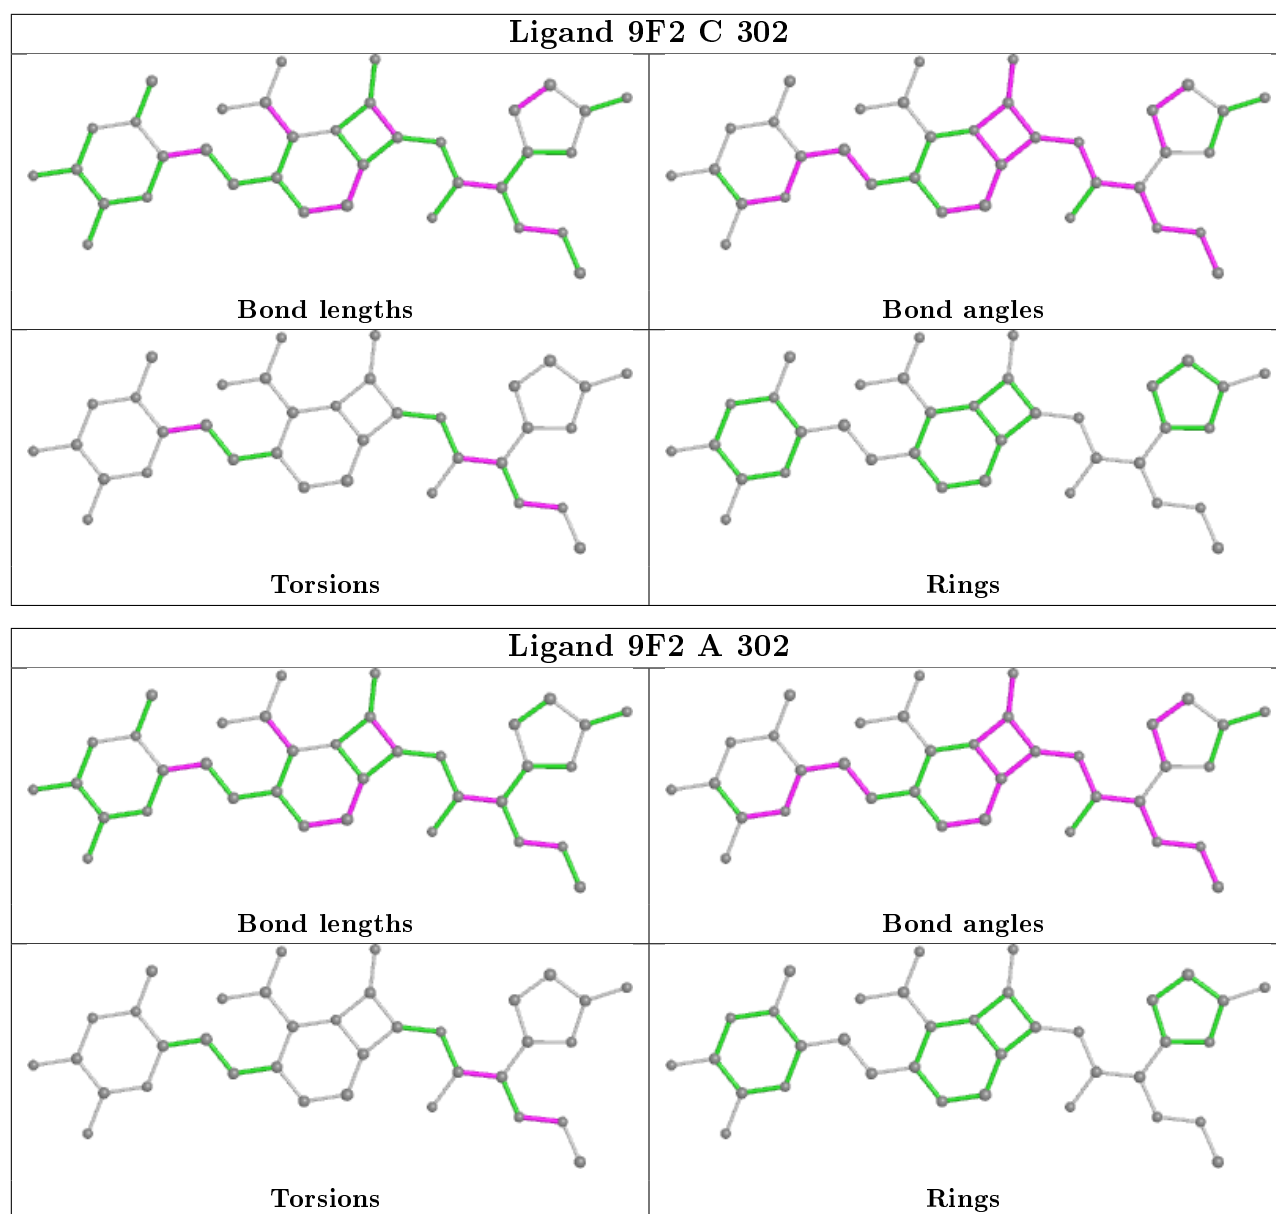 Ligand 9F2 C 302
Bond lengths
Bond angles
Torsions
Rings
Ligand 9F2 A 302
Bond lengths
Bond angles
Torsions
Rings